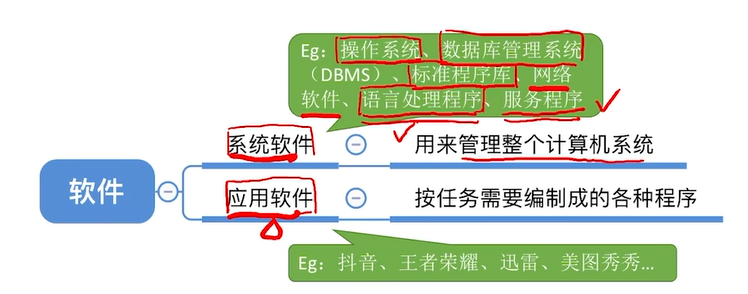 Eg：操作系统、数据库管理系统
（DBMS）、标准程序库、网络
软件、语言处理程序、服务程序
系统软件
用来管理整个计算机系统
软件
应用软件
按任务需要编制成的各种程序
Eg：抖音、王者荣耀、迅雷、美图秀秀...